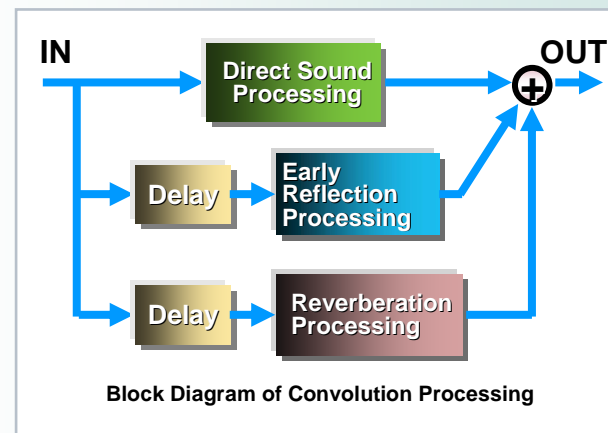 IN
OUT
Direct Sound
Processing
+
Delay
Early
Reflection
Processing
Delay
Reverberation
Processing
Block Diagram of Convolution Processing